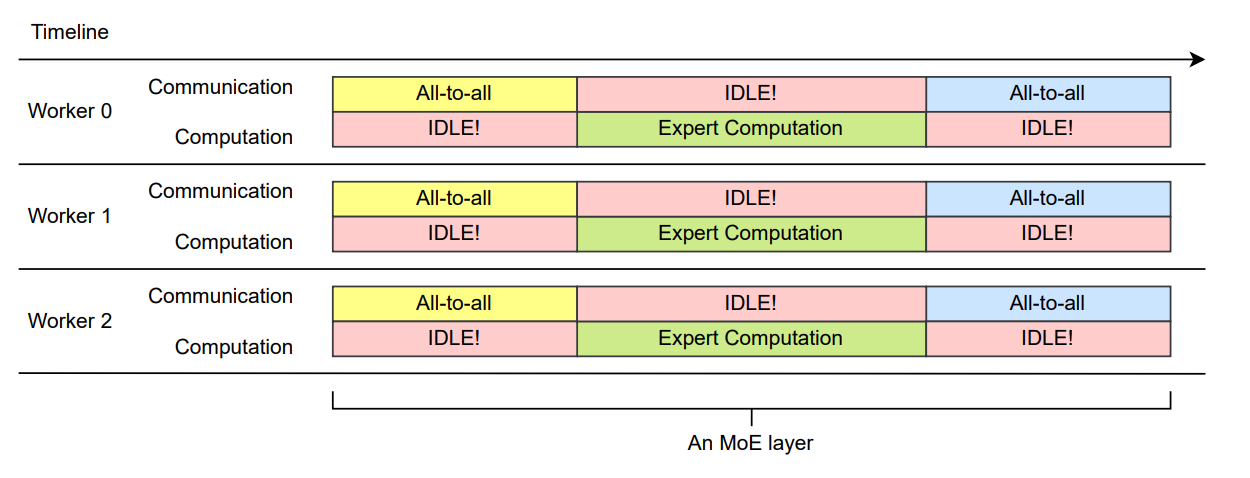 Timeline
Communication
All-to-all
IDLE!
All-to-all
Worker 0
Computation
IDLE!
Expert Computation
IDLE!
Communication
All-to-all
IDLE!
All-to-all
Worker 1
Computation
IDLE!
Expert Computation
IDLE!
Communication
All-to-all
IDLE!
All-to-all
Worker 2
Computation
IDLE!
Expert Computation
IDLE!
An MoE layer